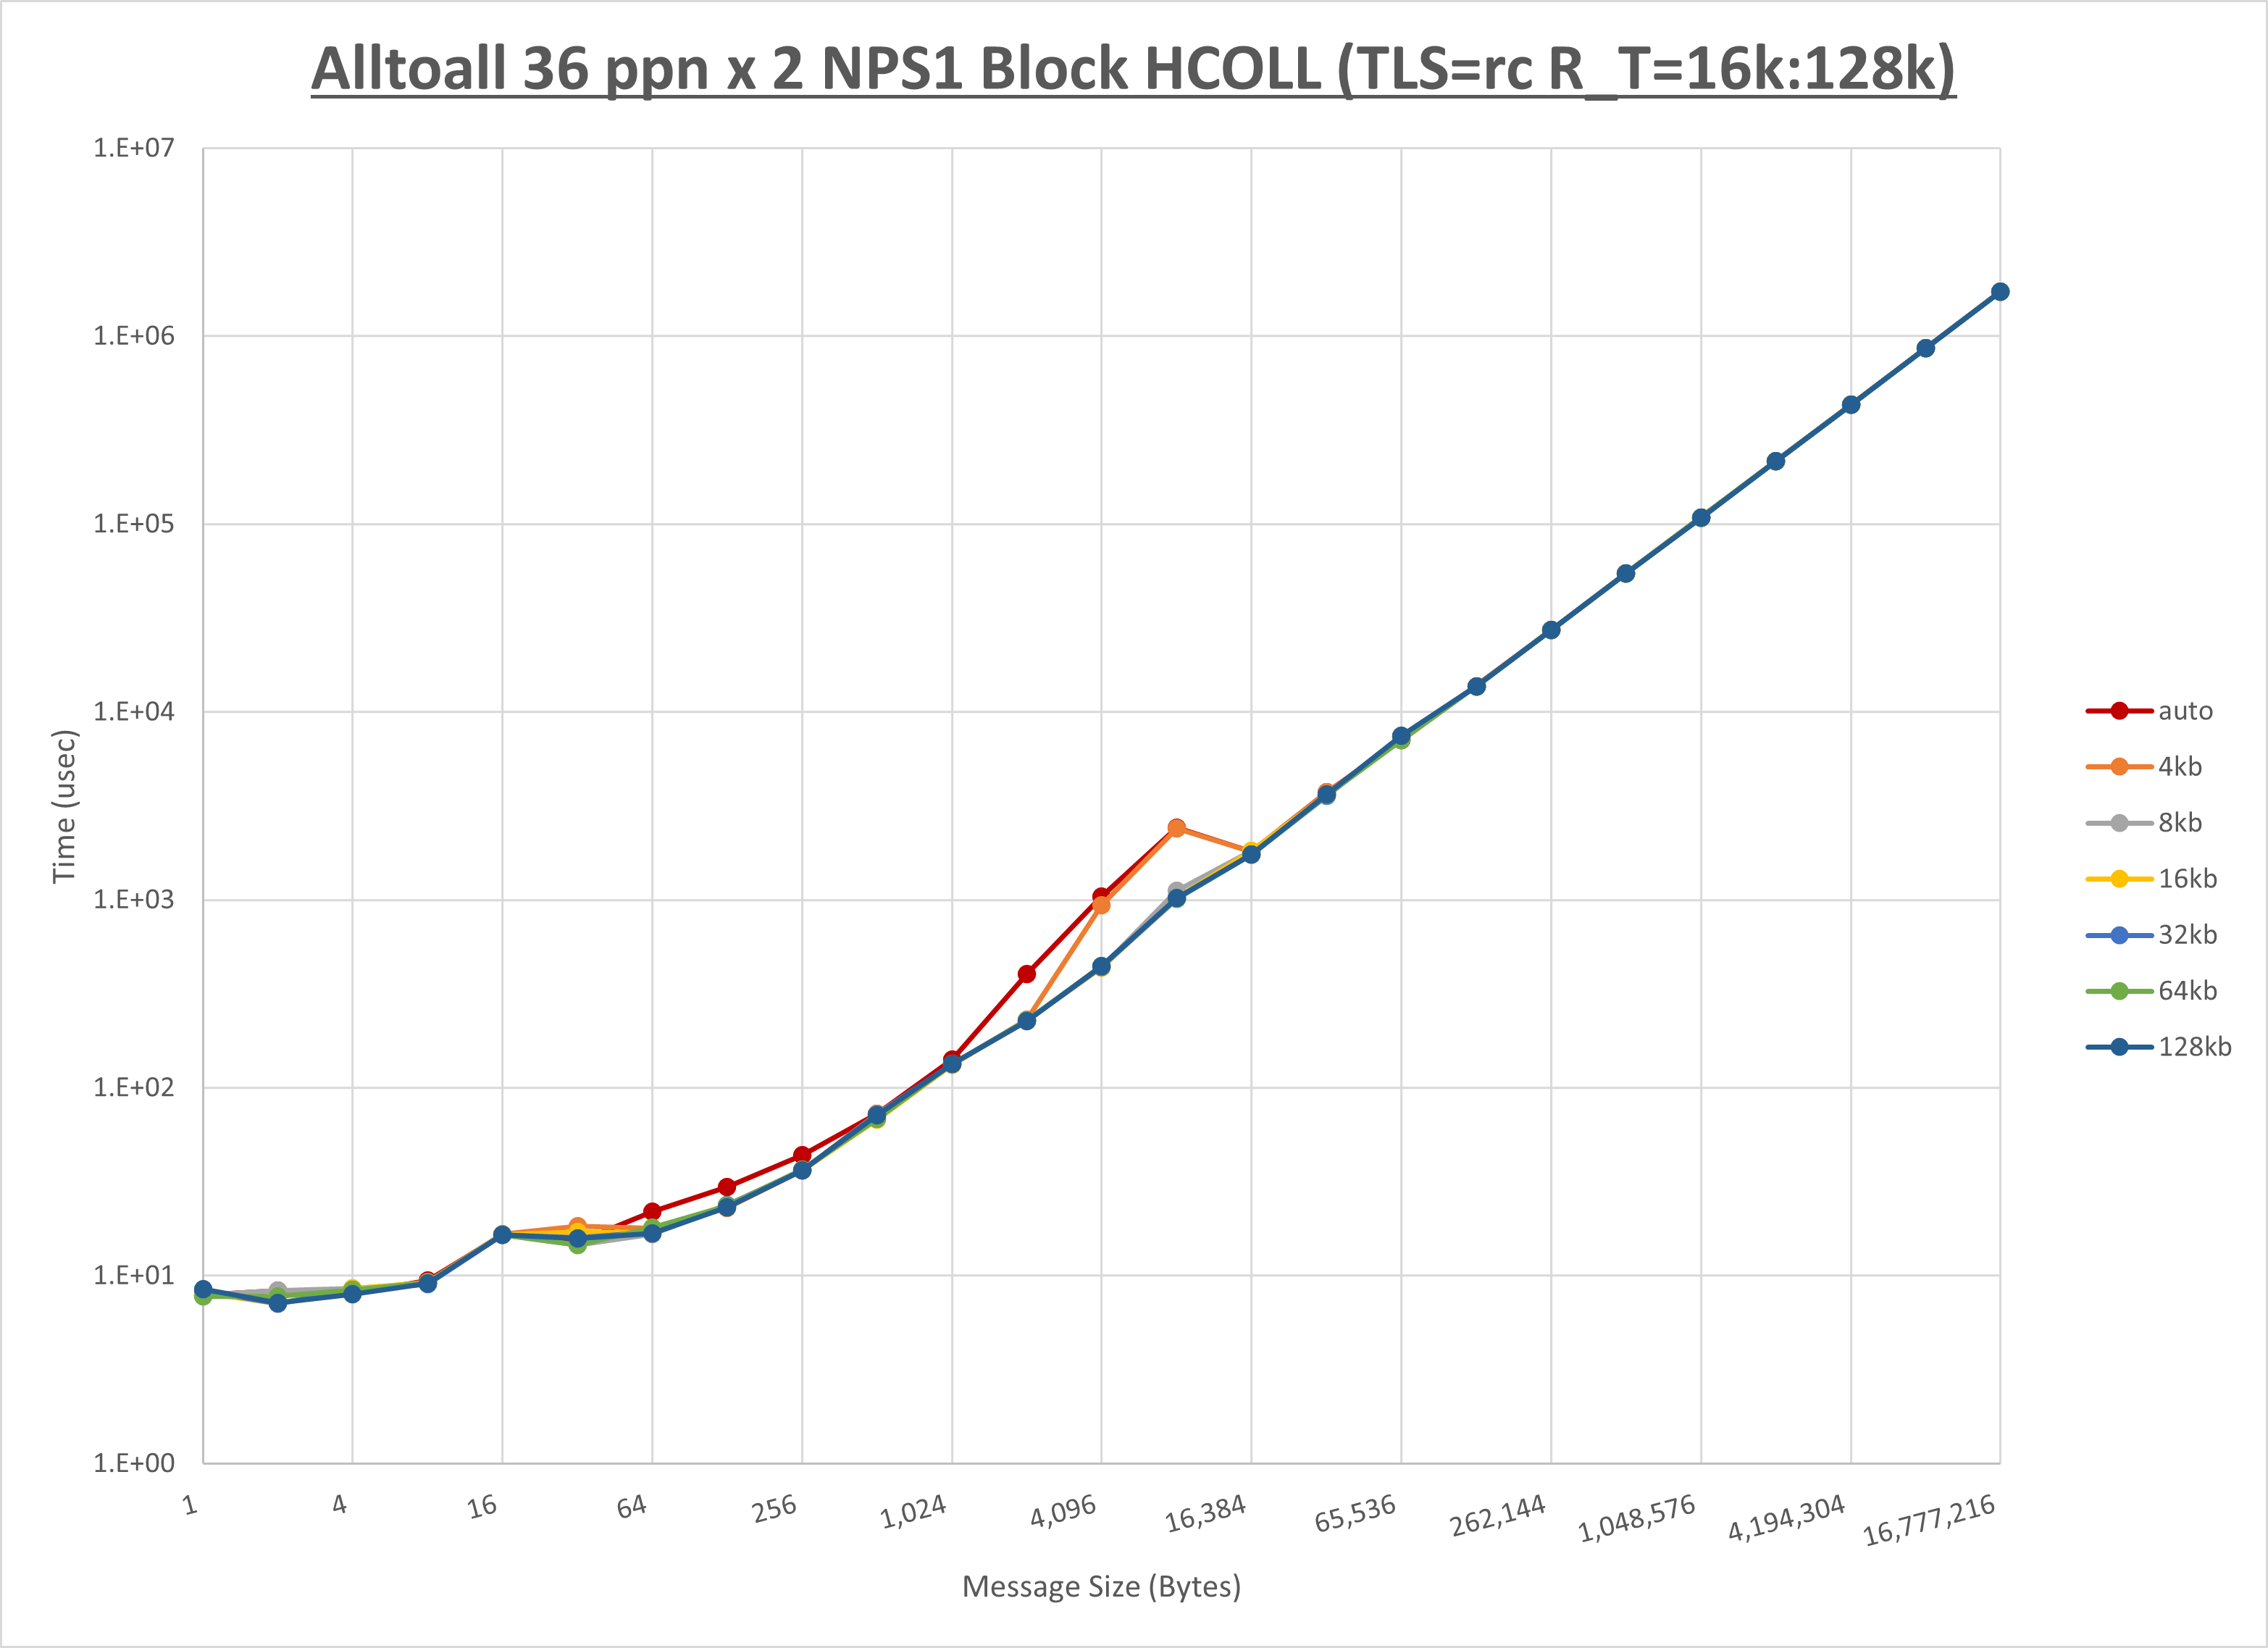 Alltoall 36 ppn x 2 NPS1 Block HCOLL (TLS=rc R_T=16k:128k)
1.E+07
1.E+06
1.E+05
1.E+04
1.E+03
1.E+02
1.E+01
1.E+00
Time (usec)
1
4
16
64
256
1,024
4,096
16,384
65,536
262,144
1,048,576
4,194,304
16,777,216
Message Size (Bytes)
auto
4kb
8kb
16kb
32kb
64kb
128kb